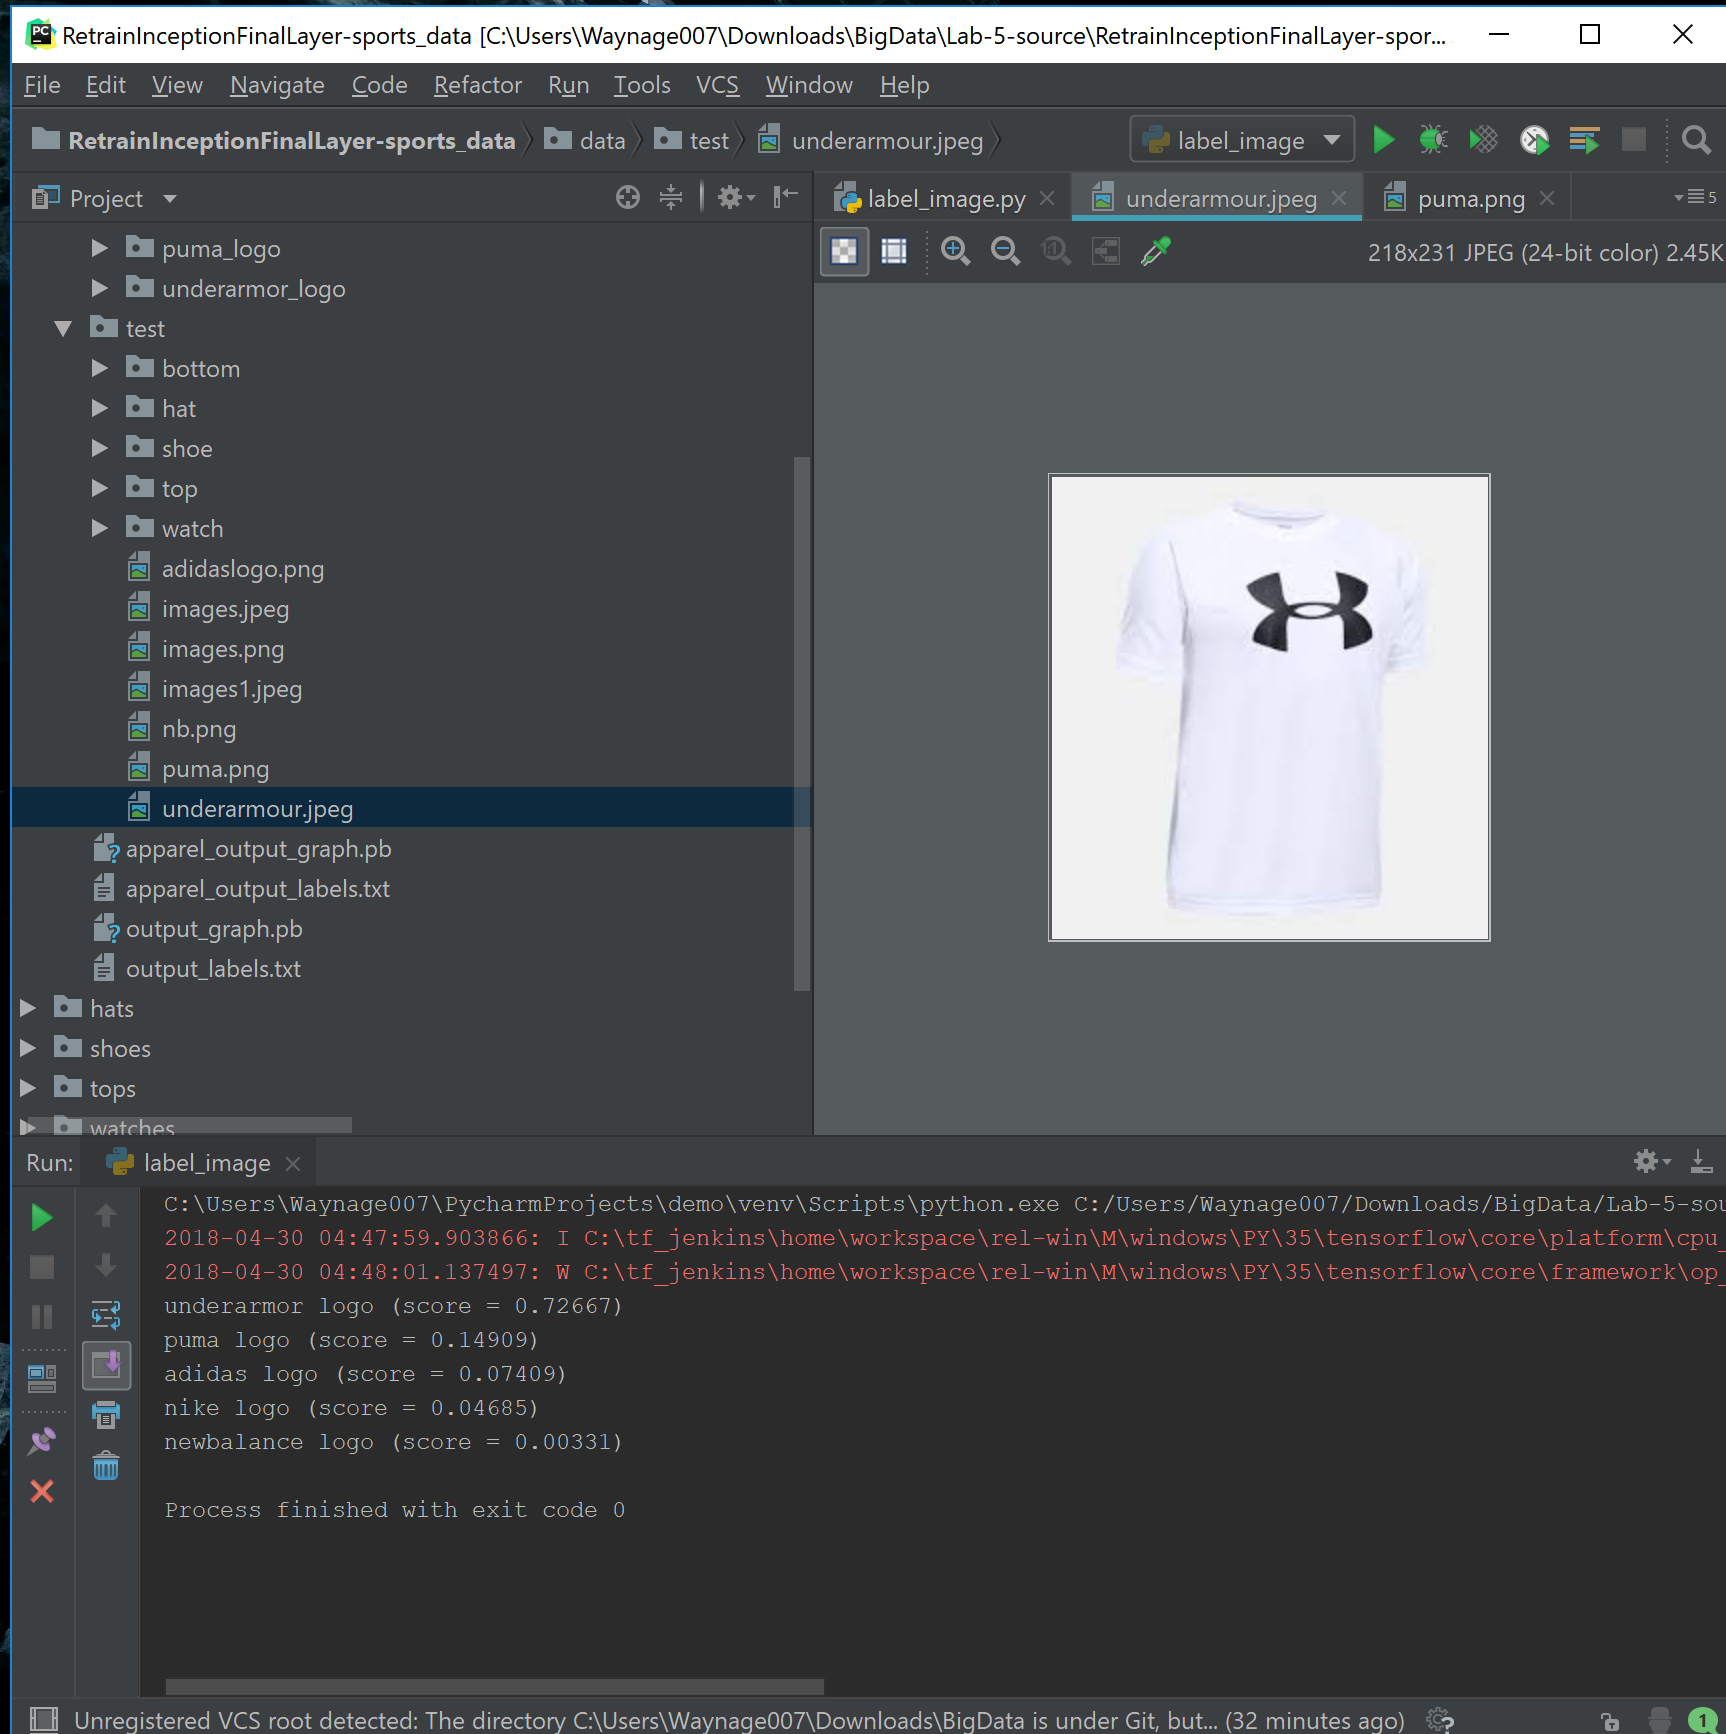 PC RetrainInceptionFinalLayer-sports_data [C:\Users\Waynage007\Downloads\BigData\Lab-5-source\RetrainInceptionFinalLayer-spor...
File Edit View Navigate Code Refactor Run Tools VCS Window Help
RetrainInceptionFinalLayer-sports_data data test underarmour.jpeg label_image
Project
label_image.py underarmour.jpeg puma.png 5
1:1 218x231 JPEG (24-bit color) 2.45K
puma_logo
underarmor_logo
test
bottom
hat
shoe
top
watch
adidaslogo.png
images.jpeg
images.png
images1.jpeg
nb.png
puma.png
underarmour.jpeg
apparel_output_graph.pb
apparel_output_labels.txt
output_graph.pb
output_labels.txt
hats
shoes
tops
watches
Run: label_image
C:\Users\Waynage007\PycharmProjects\demo\venv\Scripts\python.exe C:/Users/Waynage007/Downloads/BigData/Lab-5-sou
2018-04-30 04:47:59.903866: I C:\tf_jenkins\home\workspace\rel-win\M\windows\PY\35\tensorflow\core\platform\cpu_
2018-04-30 04:48:01.137497: W C:\tf_jenkins\home\workspace\rel-win\M\windows\PY\35\tensorflow\core\framework\op_
underarmor logo (score = 0.72667)
puma logo (score = 0.14909)
adidas logo (score = 0.07409)
nike logo (score = 0.04685)
newbalance logo (score = 0.00331)
Process finished with exit code 0
Unregistered VCS root detected: The directory C:\Users\Waynage007\Downloads\BigData is under Git, but... (32 minutes ago) 1